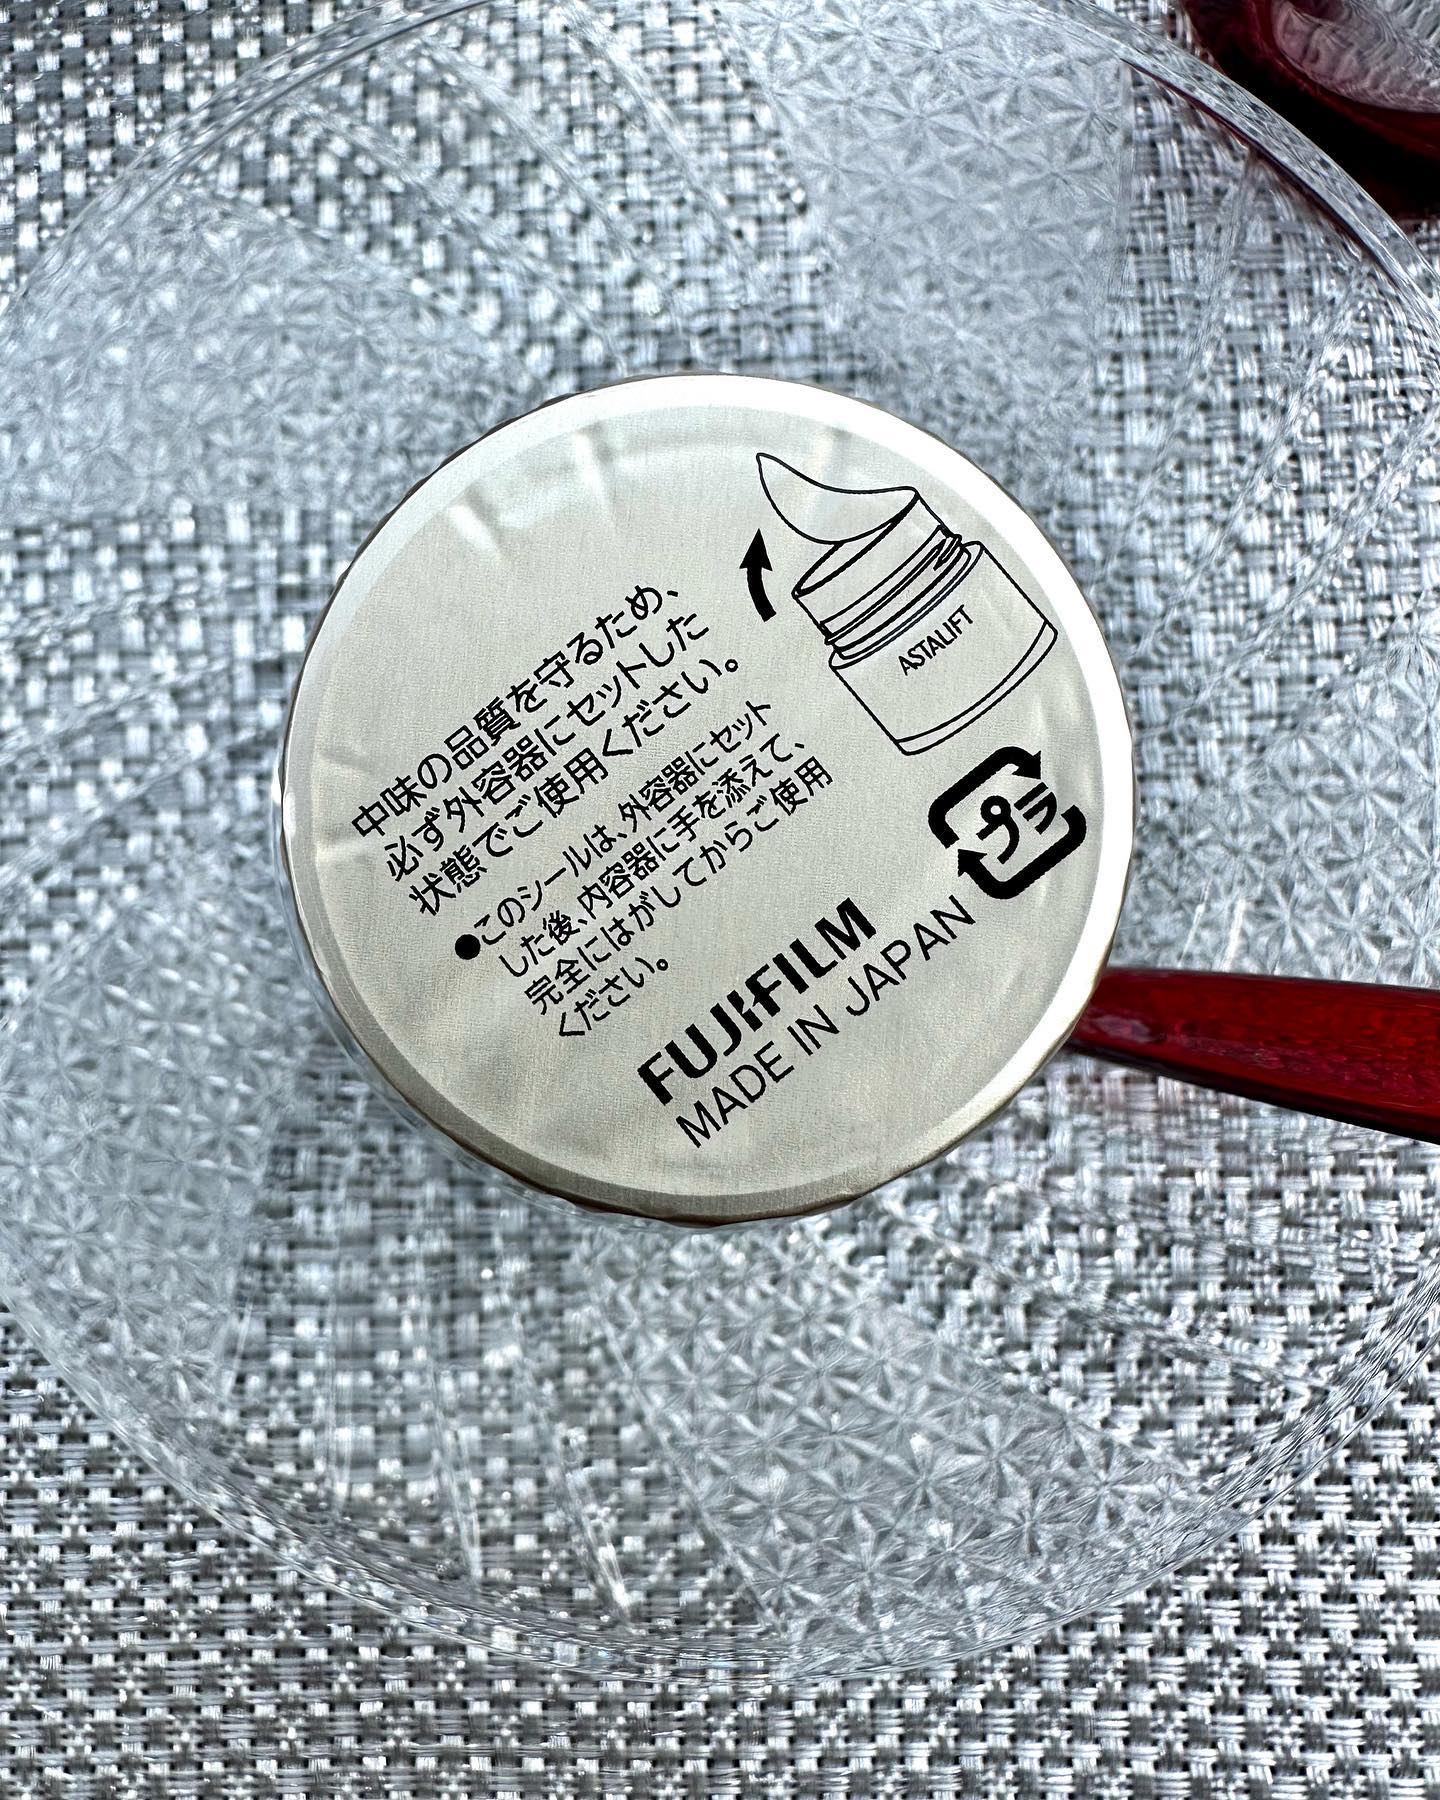 中味の品質を守るため、
必ず外容器にセットした
状態でご使用ください。
●このシールは、外容器にセット
した後、内容器に手を添えて、
完全にはがしてからご使用
ください。
ASTALIFT
プラ
FUJIFILM
MADE IN JAPAN